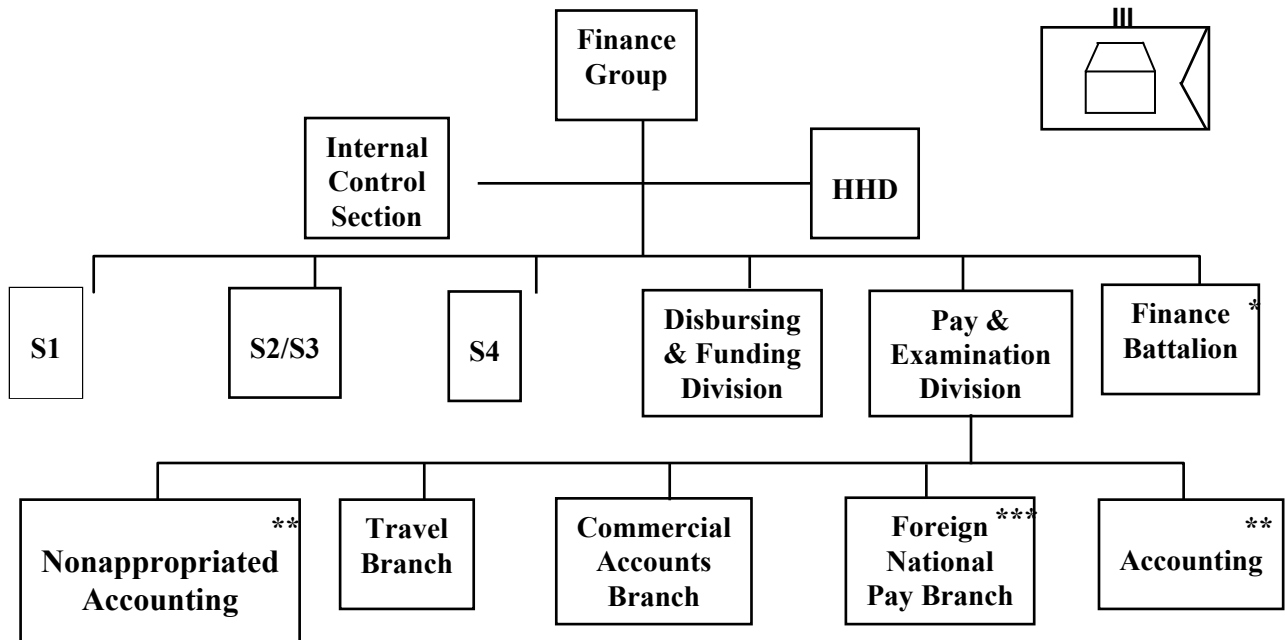 Finance
Group
III
Internal
Control
Section
HHD
S1
S2/S3
S4
Disbursing
& Funding
Division
Pay &
Examination
Division
Finance *
Battalion
Nonappropriated **
Accounting
Travel
Branch
Commercial
Accounts
Branch
Foreign ***
National
Pay Branch
**
Accounting